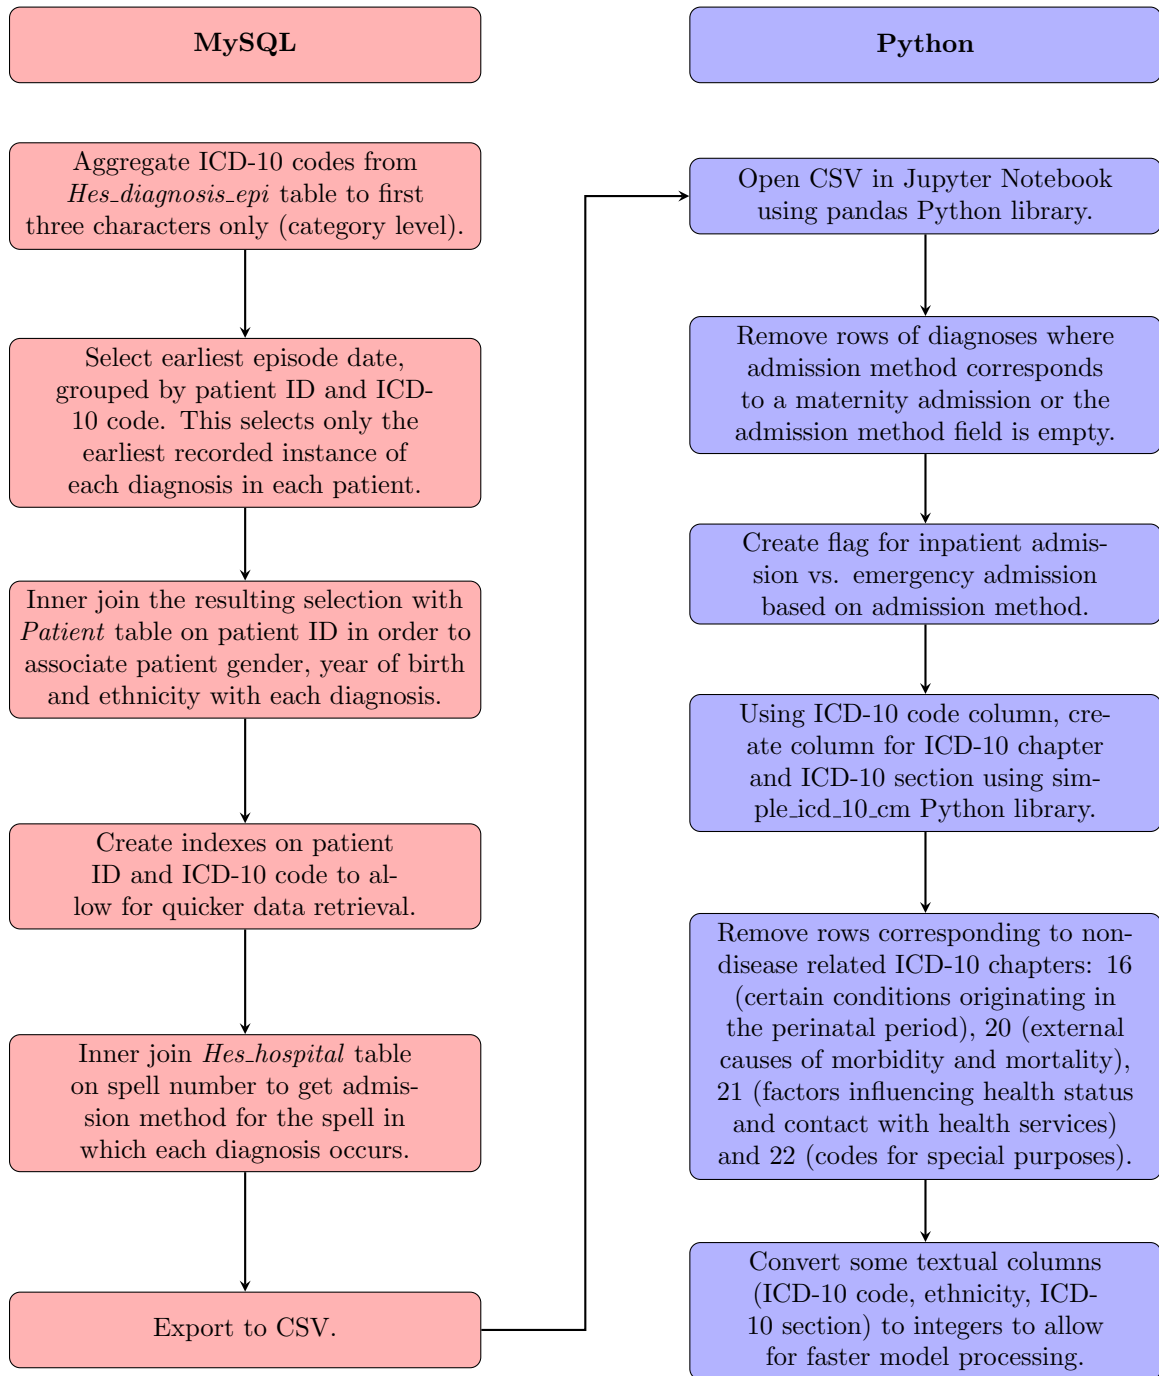 MySQL
Aggregate ICD-10 codes from
Hes_diagnosis_epi table to first
three characters only (category level).
Select earliest episode date,
grouped by patient ID and ICD-
10 code. This selects only the
earliest recorded instance of
each diagnosis in each patient.
Inner join the resulting selection with
Patient table on patient ID in order to
associate patient gender, year of birth
and ethnicity with each diagnosis.
Create indexes on patient
ID and ICD-10 code to al-
low for quicker data retrieval.
Inner join Hes_hospital table
on spell number to get admis-
sion method for the spell in
which each diagnosis occurs.
Export to CSV.
Python
Open CSV in Jupyter Notebook
using pandas Python library.
Remove rows of diagnoses where
admission method corresponds
to a maternity admission or the
admission method field is empty.
Create flag for inpatient admis-
sion vs. emergency admission
based on admission method.
Using ICD-10 code column, cre-
ate column for ICD-10 chapter
and ICD-10 section using sim-
ple_icd_10_cm Python library.
Remove rows corresponding to non-
disease related ICD-10 chapters: 16
(certain conditions originating in
the perinatal period), 20 (external
causes of morbidity and mortality),
21 (factors influencing health status
and contact with health services)
and 22 (codes for special purposes).
Convert some textual columns
(ICD-10 code, ethnicity, ICD-
10 section) to integers to allow
for faster model processing.